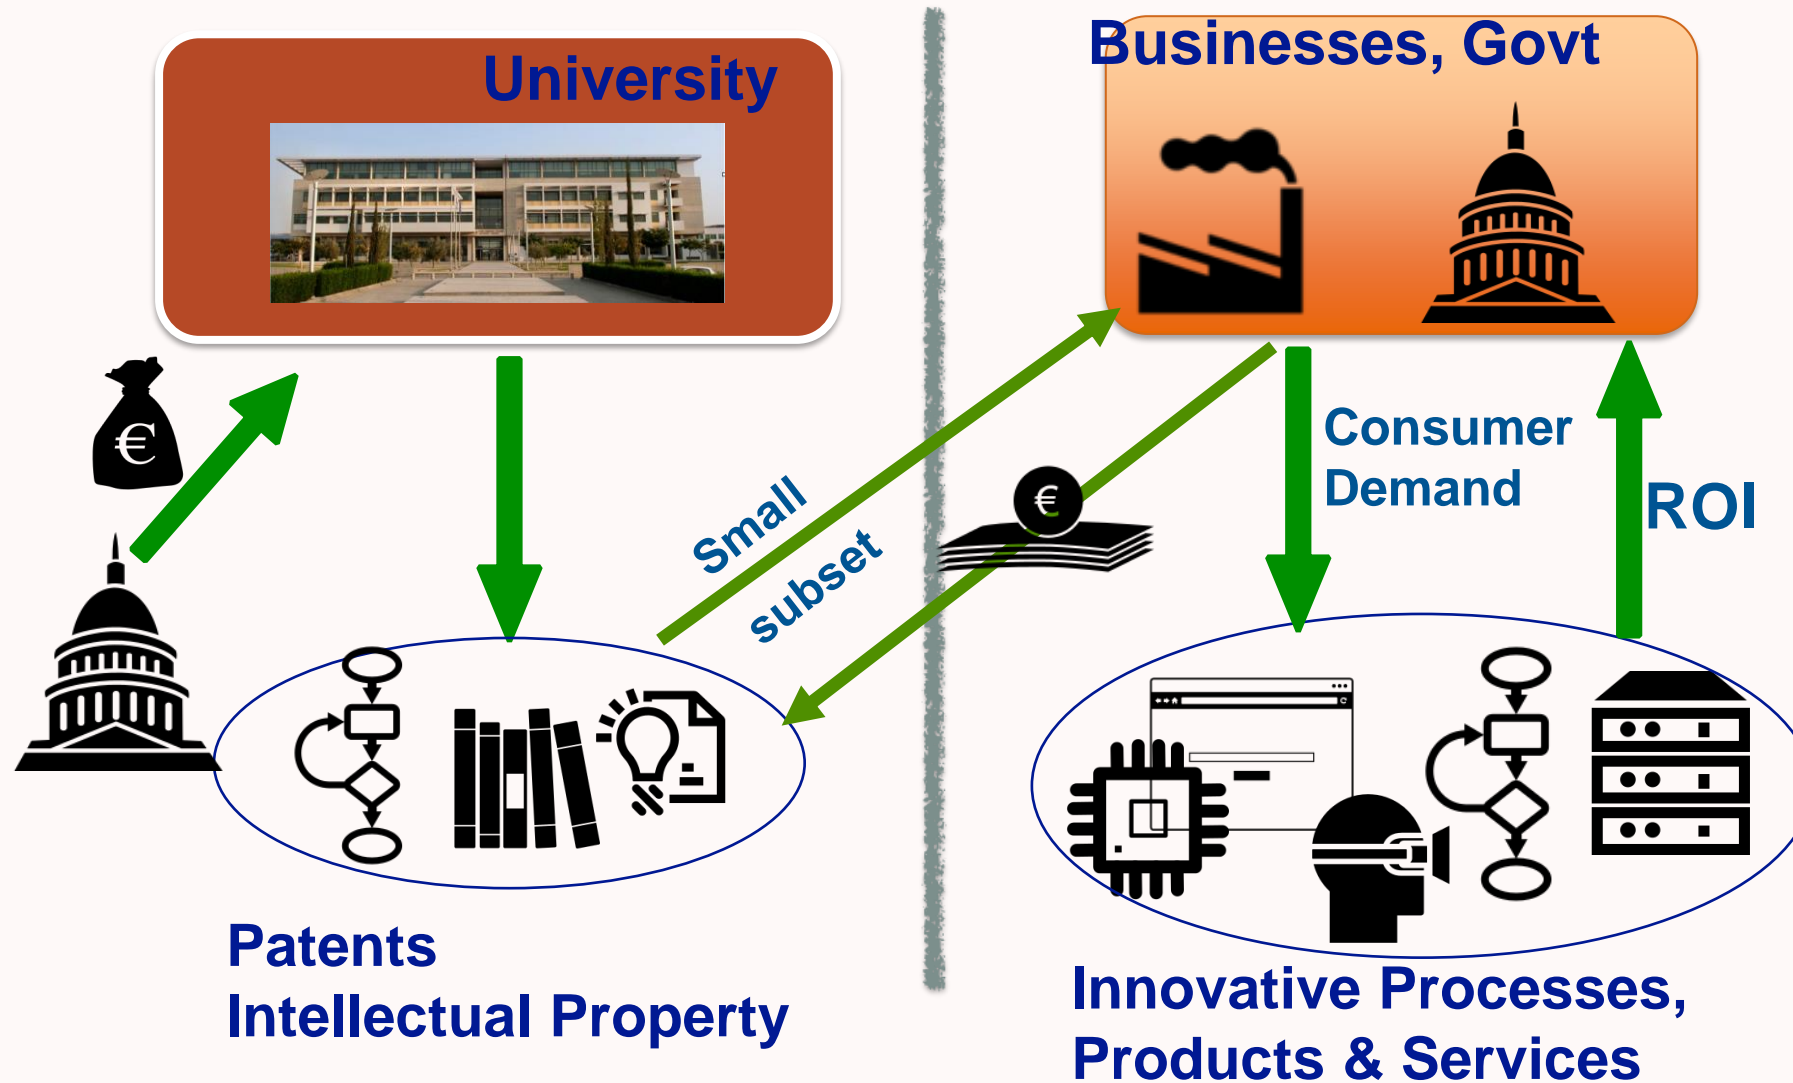 University
Businesses, Govt
€
Small
subset
€
Consumer
Demand
ROI
Patents
Intellectual Property
Innovative Processes,
Products & Services